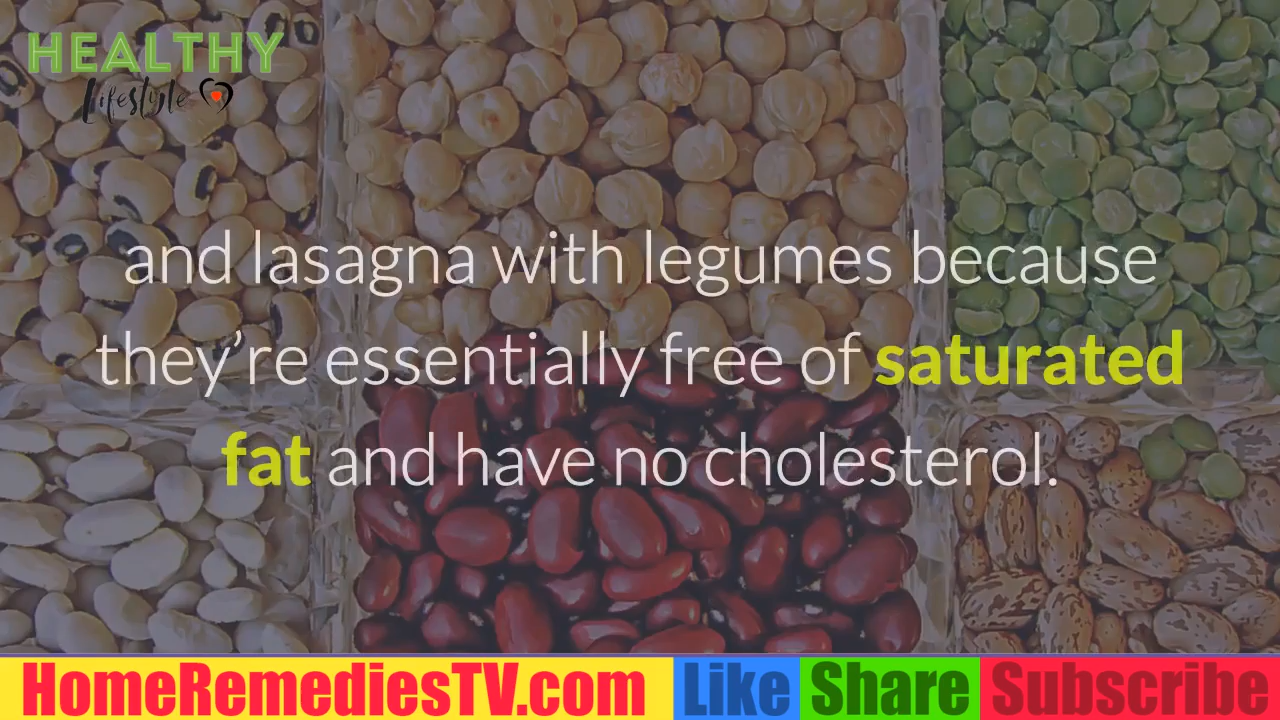 HEALTHY
Lifestyle
and lasagna with legumes because
they’re essentially free of saturated
fat and have no cholesterol.
HomeRemediesTV.com Like Share Subscribe